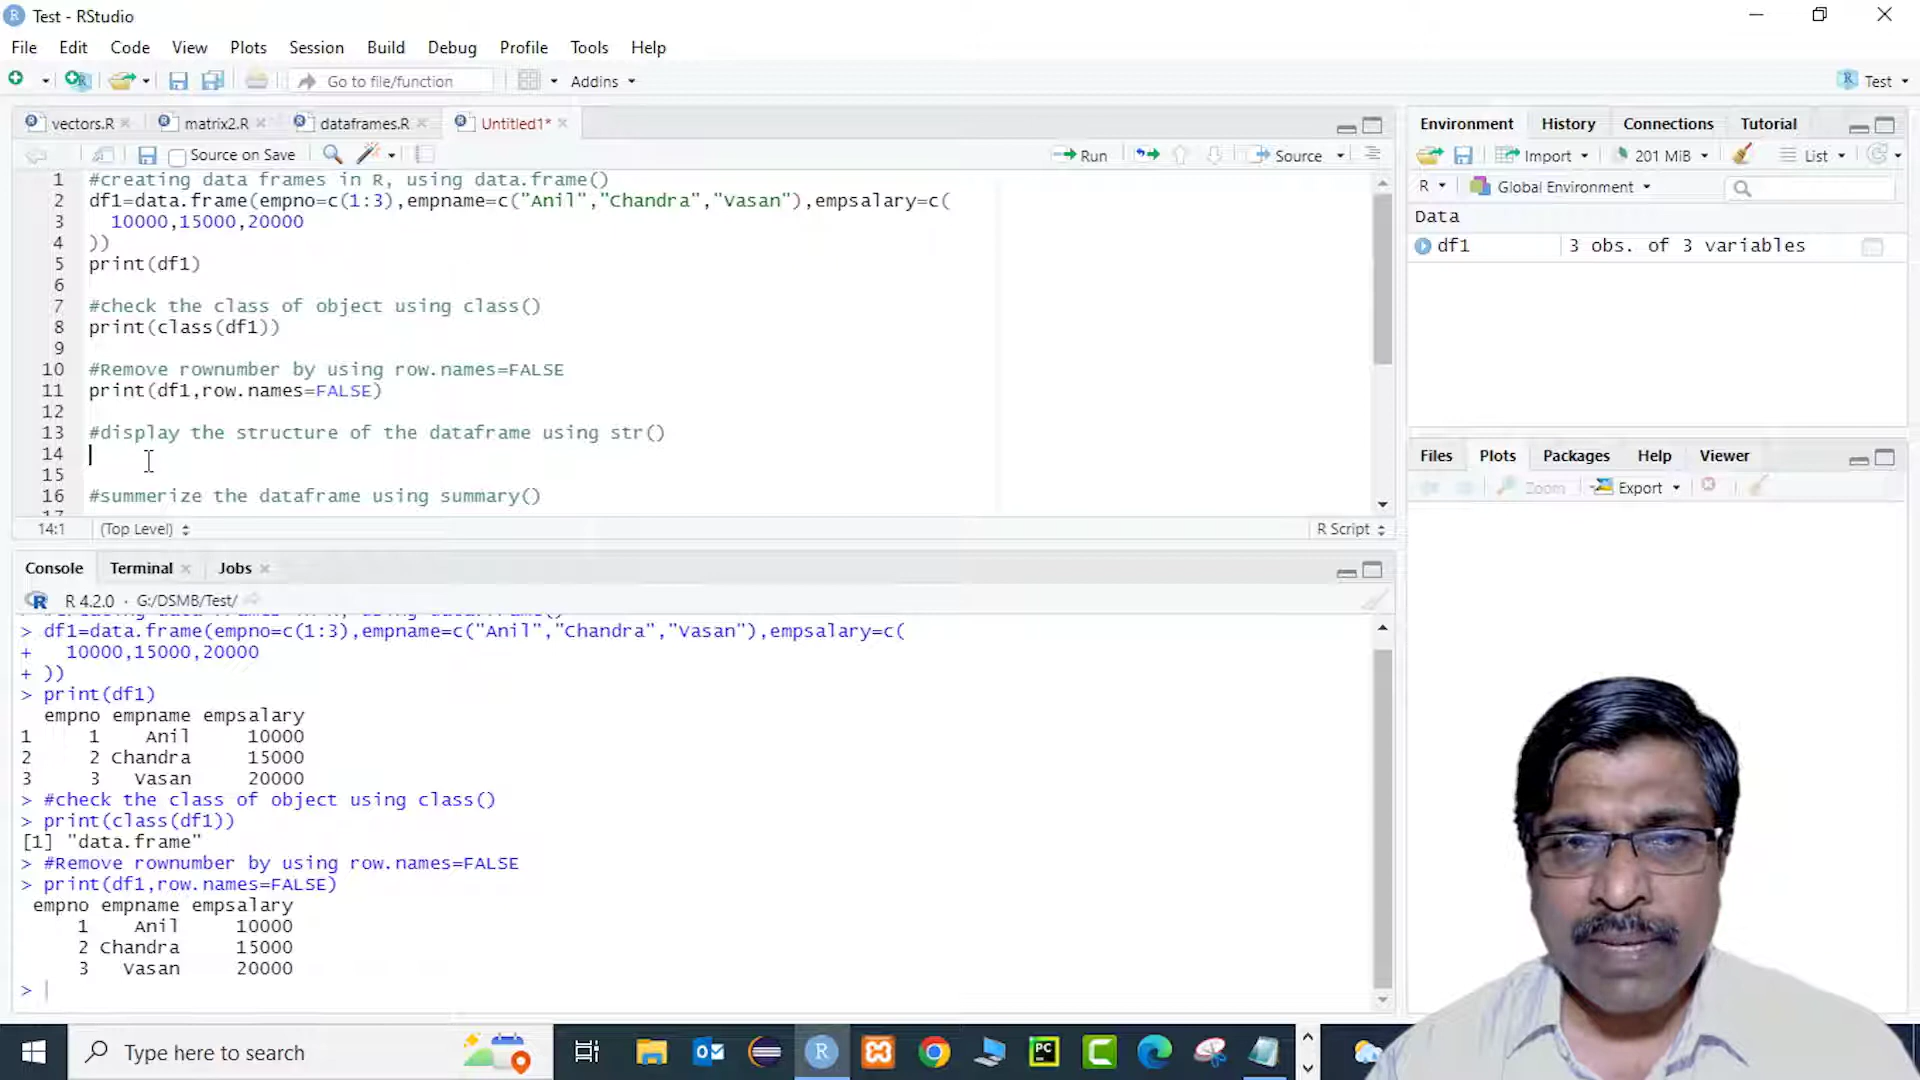 Test - RStudio
File Edit Code View Plots Session Build Debug Profile Tools Help
Go to file/function Addins Test
vectors.R matrix2.R dataframes.R Untitled1*
Source on Save Run Source
1 #creating data frames in R, using data.frame()
2 df1=data.frame(empno=c(1:3),empname=c("Anil","Chandra","Vasan"),empsalary=c(
3 10000,15000,20000
4 ))
5 print(df1)
6
7 #check the class of object using class()
8 print(class(df1))
9
10 #Remove rownumber by using row.names=FALSE
11 print(df1,row.names=FALSE)
12
13 #display the structure of the dataframe using str()
14
15
16 #summerize the dataframe using summary()
17
14:1 (Top Level) R Script
Console Terminal Jobs
R 4.2.0 · G:/DSMB/Test/
> df1=data.frame(empno=c(1:3),empname=c("Anil","Chandra","Vasan"),empsalary=c(
+ 10000,15000,20000
+ ))
> print(df1)
empno empname empsalary
1 1 Anil 10000
2 2 Chandra 15000
3 3 Vasan 20000
> #check the class of object using class()
> print(class(df1))
[1] "data.frame"
> #Remove rownumber by using row.names=FALSE
> print(df1,row.names=FALSE)
empno empname empsalary
1 Anil 10000
2 Chandra 15000
3 Vasan 20000
>
Environment History Connections Tutorial
Import 201 MiB List
R Global Environment
Data
df1 3 obs. of 3 variables
Files Plots Packages Help Viewer
Zoom Export
Type here to search